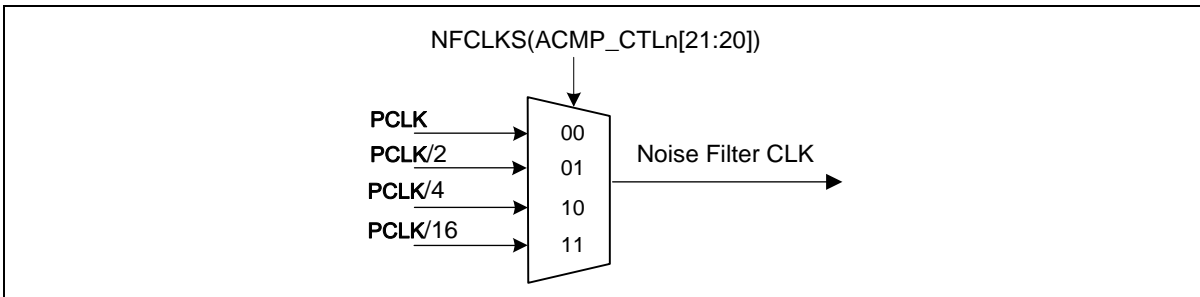 NFCLKS(ACMP_CTLn[21:20])
PCLK
00
PCLK/2
01
Noise Filter CLK
PCLK/4
10
PCLK/16
11